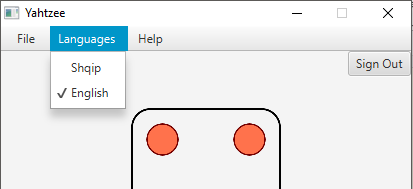 Yahtzee
File Languages Help
Sign Out
Shqip
✓ English